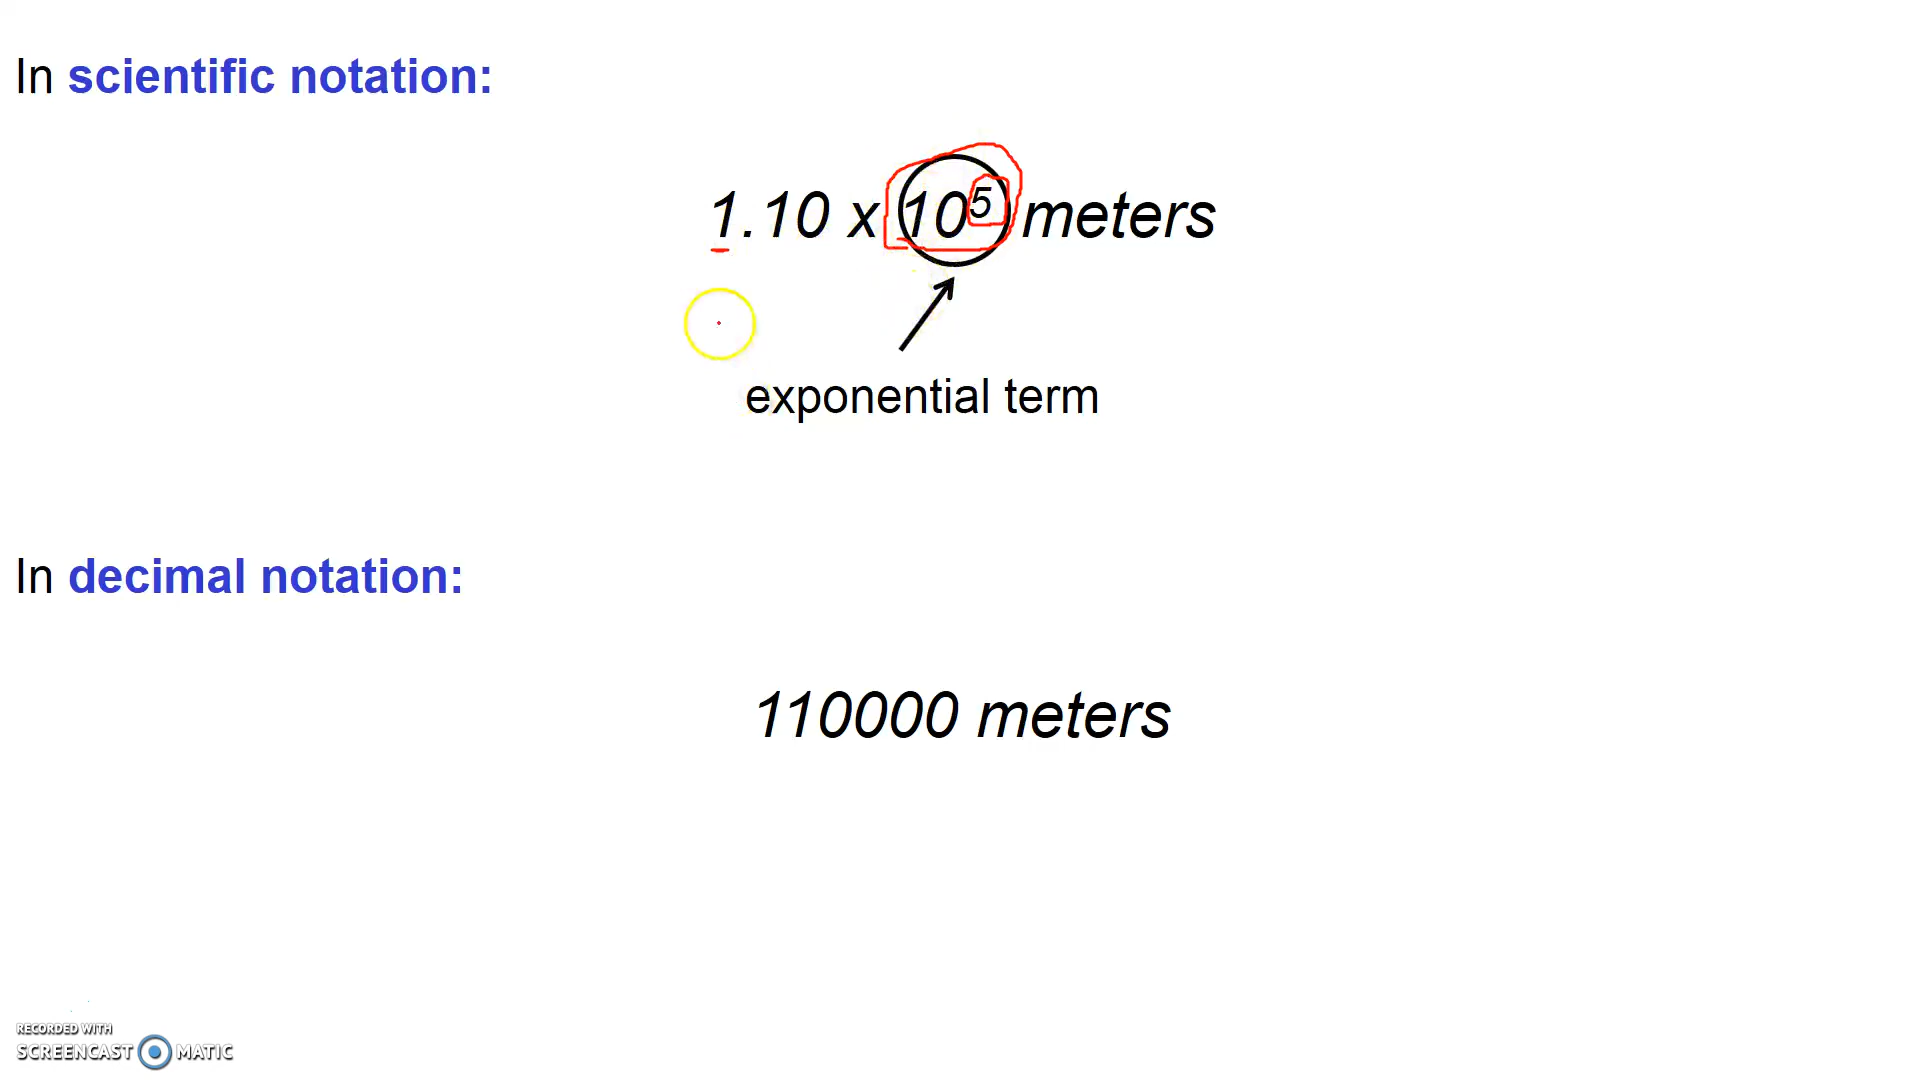 In scientific notation:
1.10 x 10⁵ meters
exponential term
In decimal notation:
110000 meters
RECORDED WITH
SCREENCAST MATIC